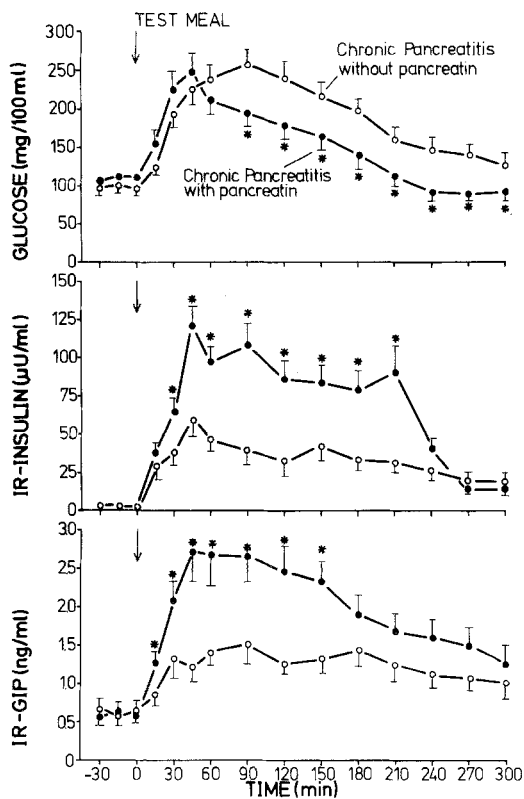 TEST MEAL
GLUCOSE (mg/100ml)
300
250
200
150
100
50
0
Chronic Pancreatitis
without pancreatin
Chronic Pancreatitis
with pancreatin
* * * * * * * *
IR-INSULIN (µU/ml)
150
125
100
75
50
25
0
* * * * * * * *
IR-GIP (ng/ml)
3.0
2.5
2.0
1.5
1.0
0.5
0
* * * * * * *
-30 0 30 60 90 120 150 180 210 240 270 300
TIME (min)